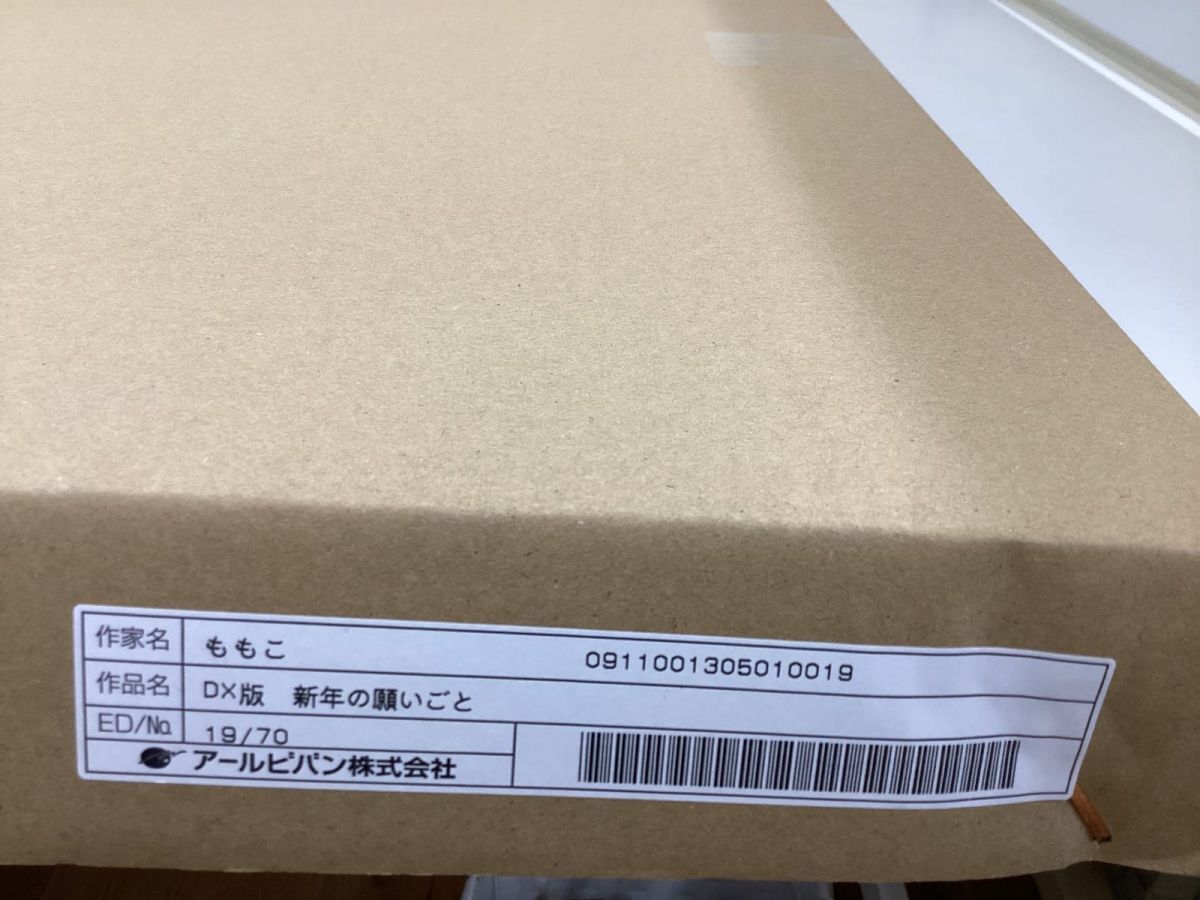 作家名 ももこ 0911001305010019
作品名 DX版 新年の願いごと
ED/No. 19/70
アールビバン株式会社